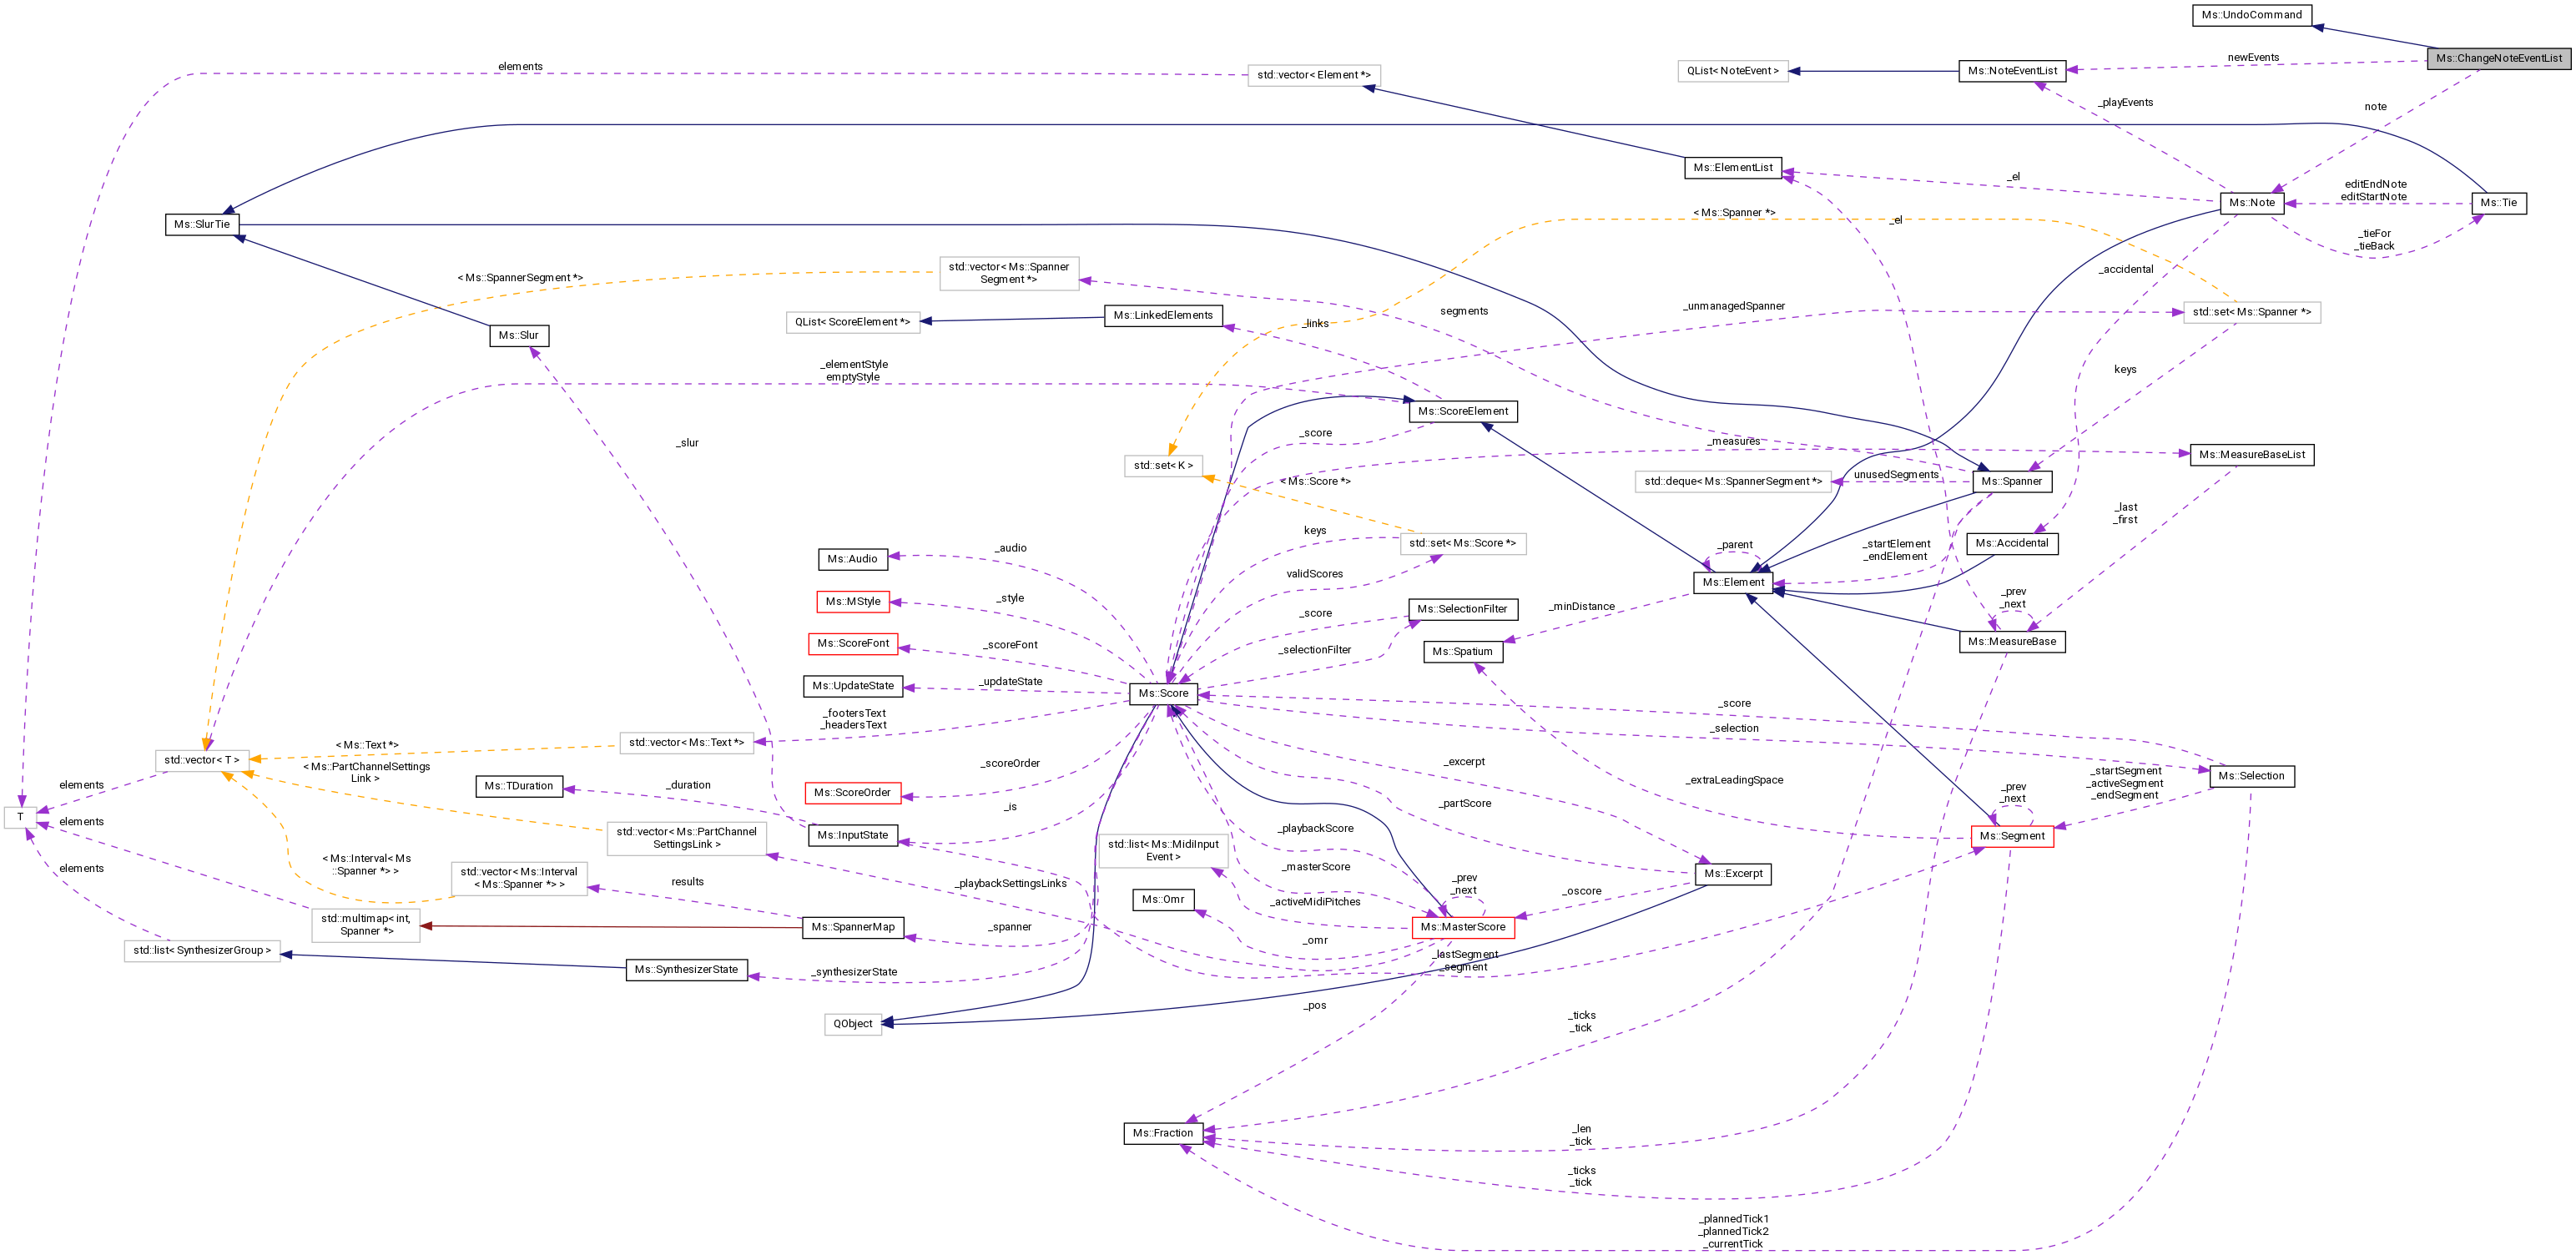 Ms::UndoCommand
Ms::ChangeNoteEventList
newEvents
elements
std::vector< Element *>
QList< NoteEvent >
Ms::NoteEventList
_playEvents
note
Ms::ElementList
_el
editEndNote
editStartNote
Ms::Note
Ms::Tie
< Ms::Spanner *>
_el
Ms::SlurTie
_tieFor
_tieBack
std::vector< Ms::Spanner
Segment *>
< Ms::SpannerSegment *>
_accidental
_unmanagedSpanner
std::set< Ms::Spanner *>
Ms::LinkedElements
QList< ScoreElement *>
_links
segments
Ms::Slur
_elementStyle
emptyStyle
keys
Ms::ScoreElement
_slur
_score
_measures
Ms::MeasureBaseList
std::set< K >
< Ms::Score *>
std::deque< Ms::SpannerSegment *>
unusedSegments
Ms::Spanner
_last
_first
keys
std::set< Ms::Score *>
_startElement
_endElement
Ms::Accidental
_audio
Ms::Audio
_parent
validScores
Ms::Element
_style
Ms::MStyle
_score
Ms::SelectionFilter
_minDistance
_prev
_next
Ms::ScoreFont
_scoreFont
_selectionFilter
Ms::Spatium
Ms::MeasureBase
Ms::UpdateState
_updateState
Ms::Score
_score
_footersText
_headersText
_selection
< Ms::Text *>
std::vector< Ms::Text *>
std::vector< T >
< Ms::PartChannelSettings
Link >
_scoreOrder
_excerpt
_extraLeadingSpace
_startSegment
_activeSegment
_endSegment
Ms::Selection
elements
Ms::TDuration
_duration
Ms::ScoreOrder
_is
_partScore
_prev
_next
T
elements
std::vector< Ms::PartChannel
SettingsLink >
Ms::InputState
_playbackScore
Ms::Segment
std::list< Ms::MidiInput
Event >
< Ms::Interval< Ms
::Spanner *> >
elements
std::vector< Ms::Interval
< Ms::Spanner *> >
results
_playbackSettingsLinks
_masterScore
_prev
_next
Ms::Excerpt
_oscore
Ms::Omr
_activeMidiPitches
std::multimap< int,
Spanner *>
Ms::SpannerMap
_spanner
Ms::MasterScore
_omr
std::list< SynthesizerGroup >
Ms::SynthesizerState
_synthesizerState
_lastSegment
_segment
_pos
QObject
_ticks
_tick
Ms::Fraction
_len
_tick
_ticks
_tick
_plannedTick1
_plannedTick2
_currentTick